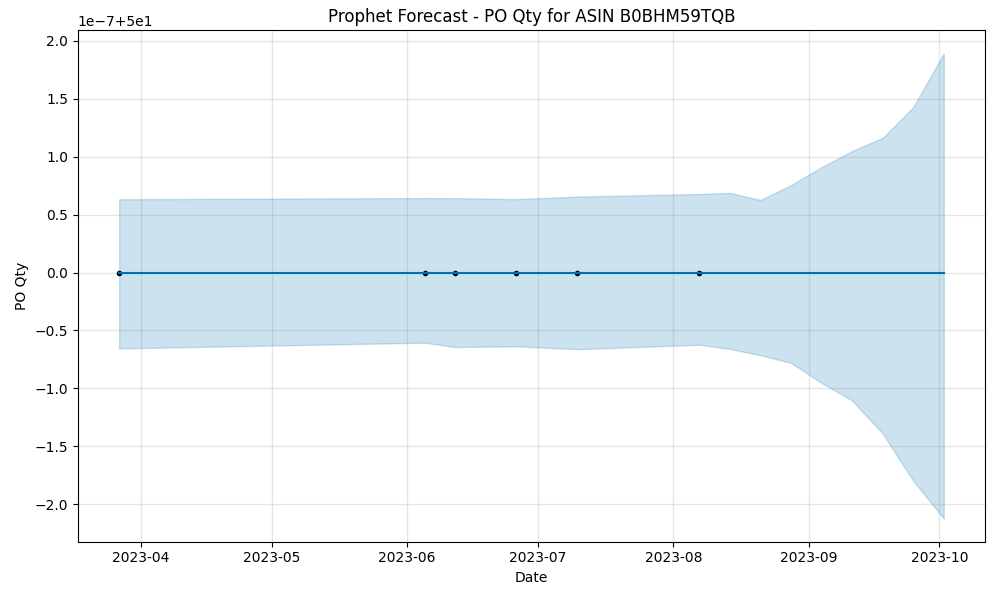 Prophet Forecast - PO Qty for ASIN B0BHM59TQB
1e−7+5e1
2.0
1.5
1.0
0.5
0.0
−0.5
−1.0
−1.5
−2.0
PO Qty
2023-04 2023-05 2023-06 2023-07 2023-08 2023-09 2023-10
Date